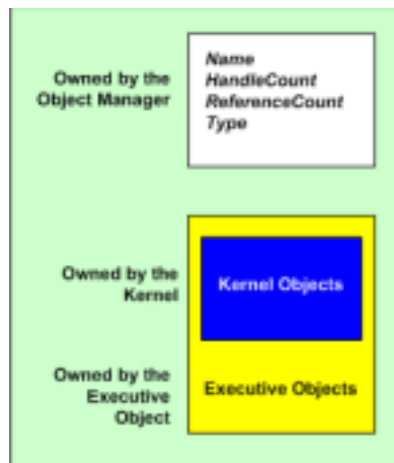 Name
HandleCount
ReferenceCount
Type
Owned by the
Object Manager
Kernel Objects
Owned by the
Kernel
Executive Objects
Owned by the
Executive
Object